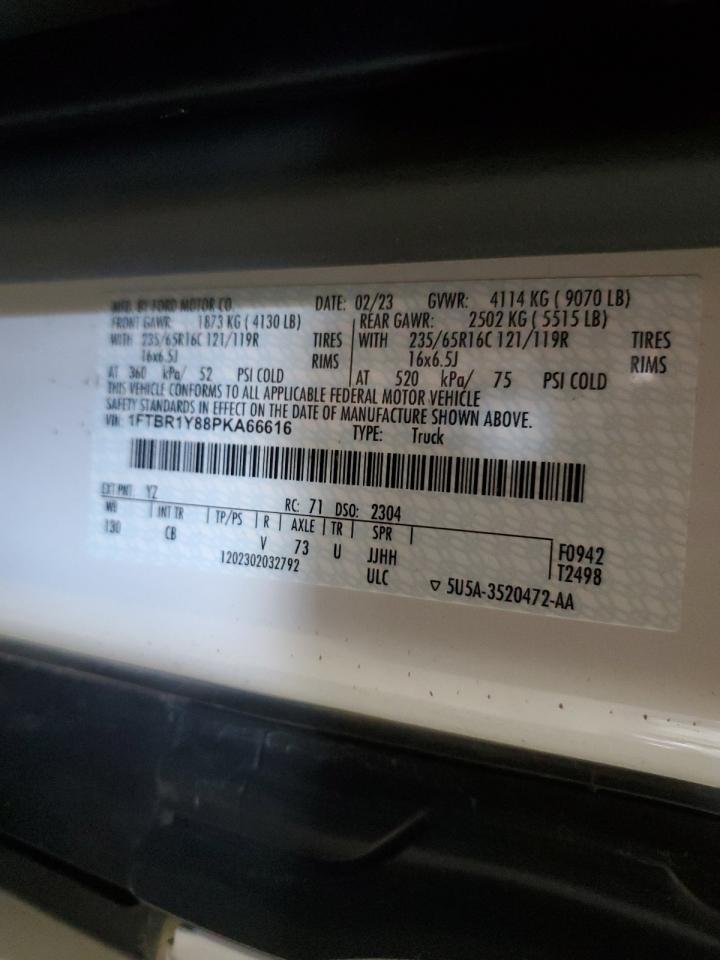 MFD. BY FORD MOTOR CO. DATE: 02/23 GVWR: 4114 KG ( 9070 LB)
FRONT GAWR: 1873 KG ( 4130 LB) REAR GAWR: 2502 KG ( 5515 LB)
WITH 235/65R16C 121/119R TIRES WITH 235/65R16C 121/119R TIRES
16x6.5J RIMS 16x6.5J RIMS
AT 360 kPa/ 52 PSI COLD AT 520 kPa/ 75 PSI COLD
THIS VEHICLE CONFORMS TO ALL APPLICABLE FEDERAL MOTOR VEHICLE
SAFETY STANDARDS IN EFFECT ON THE DATE OF MANUFACTURE SHOWN ABOVE.
VIN: 1FTBR1Y88PKA66616 TYPE: Truck
EXT PNT: YZ RC: 71 DSO: 2304
WB INT TR TP/PS R AXLE TR SPR
130 CB V 73 U JJHH F0942
1202302032792 ULC T2498
▽ 5U5A-3520472-AA